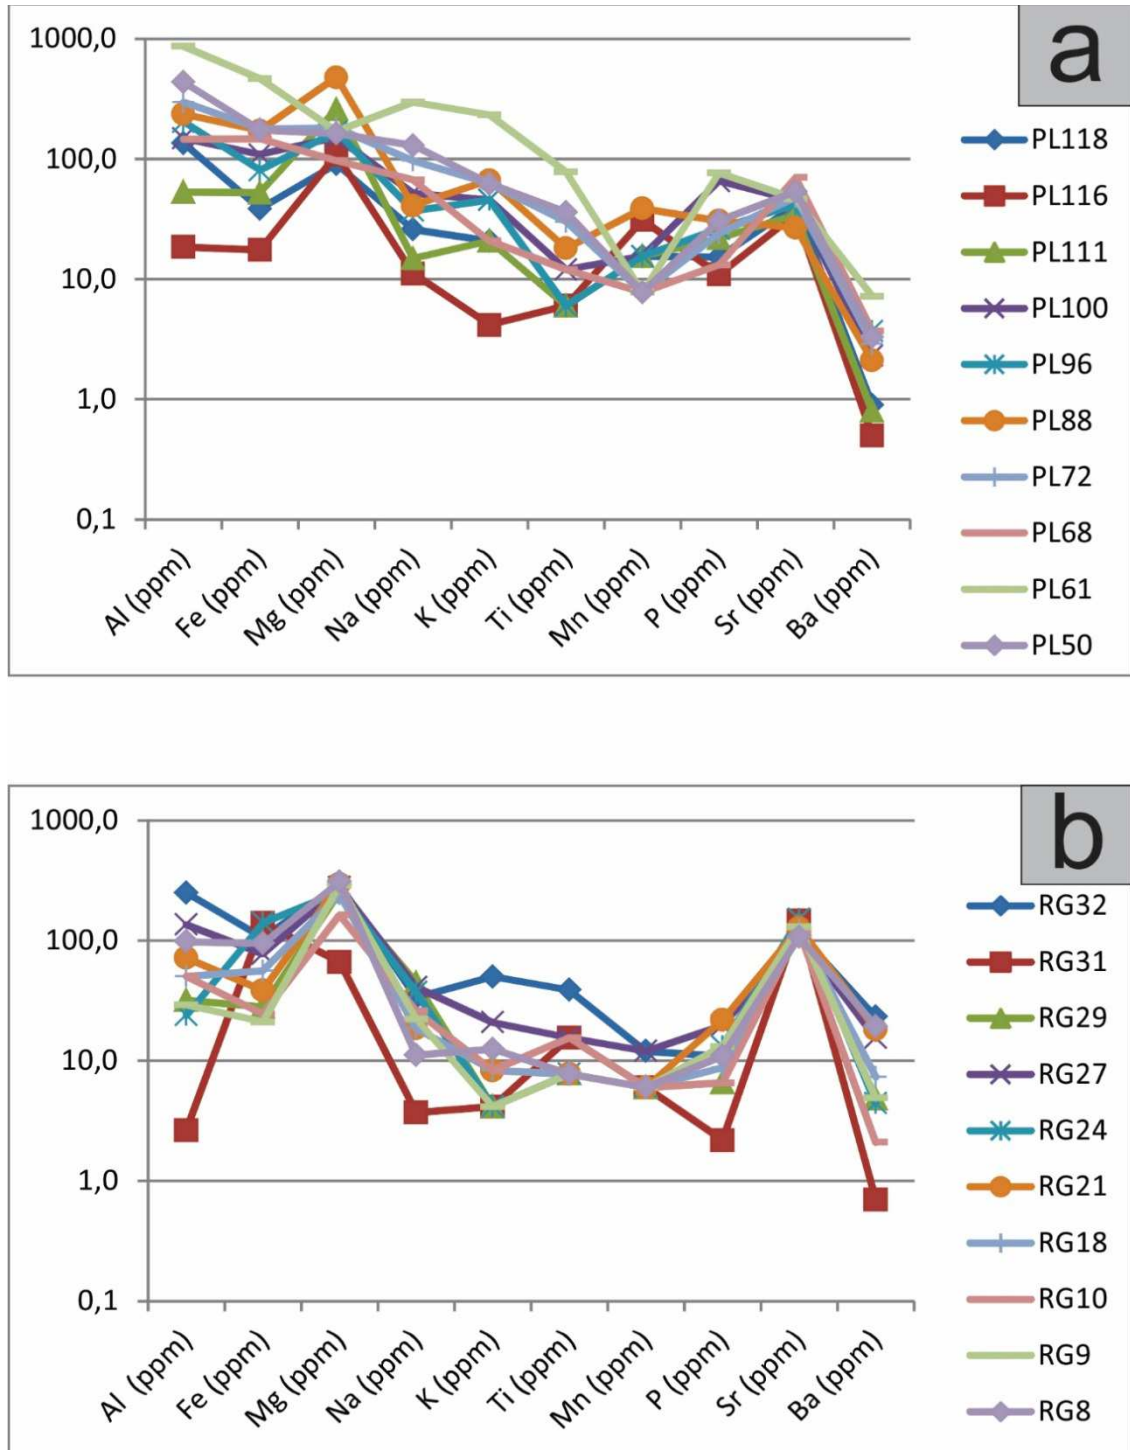 a
1000,0
100,0
10,0
1,0
0,1
Al (ppm)
Fe (ppm)
Mg (ppm)
Na (ppm)
K (ppm)
Ti (ppm)
Mn (ppm)
P (ppm)
Sr (ppm)
Ba (ppm)
PL118
PL116
PL111
PL100
PL96
PL88
PL72
PL68
PL61
PL50
b
1000,0
100,0
10,0
1,0
0,1
Al (ppm)
Fe (ppm)
Mg (ppm)
Na (ppm)
K (ppm)
Ti (ppm)
Mn (ppm)
P (ppm)
Sr (ppm)
Ba (ppm)
RG32
RG31
RG29
RG27
RG24
RG21
RG18
RG10
RG9
RG8